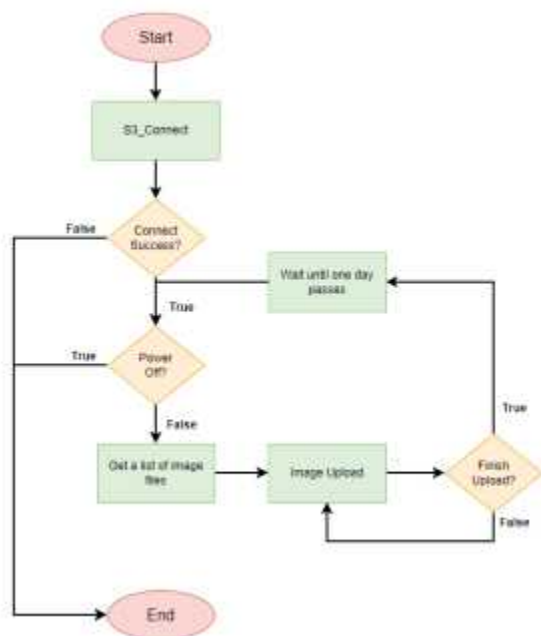 Start
S3_Connect
Connect
Success?
False
Wait until one day
passes
True
Power
Off?
True
True
False
Get a list of image
files
Image Upload
Finish
Upload?
False
End